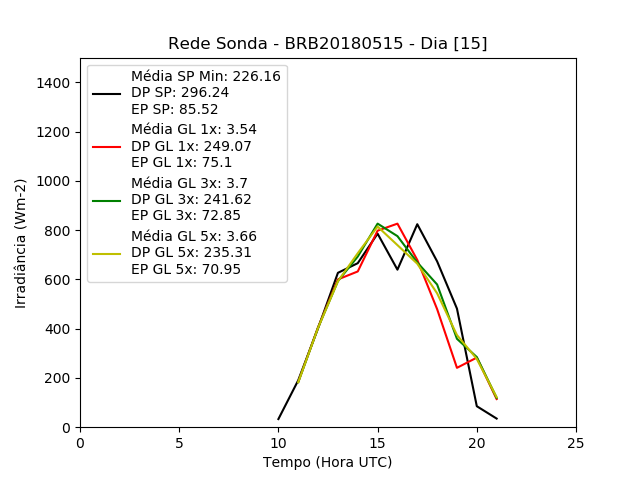 Rede Sonda - BRB20180515 - Dia [15]
Média SP Min: 226.16
DP SP: 296.24
EP SP: 85.52
Média GL 1x: 3.54
DP GL 1x: 249.07
EP GL 1x: 75.1
Média GL 3x: 3.7
DP GL 3x: 241.62
EP GL 3x: 72.85
Média GL 5x: 3.66
DP GL 5x: 235.31
EP GL 5x: 70.95
Irradiância (Wm-2)
1400
1200
1000
800
600
400
200
0
0 5 10 15 20 25
Tempo (Hora UTC)